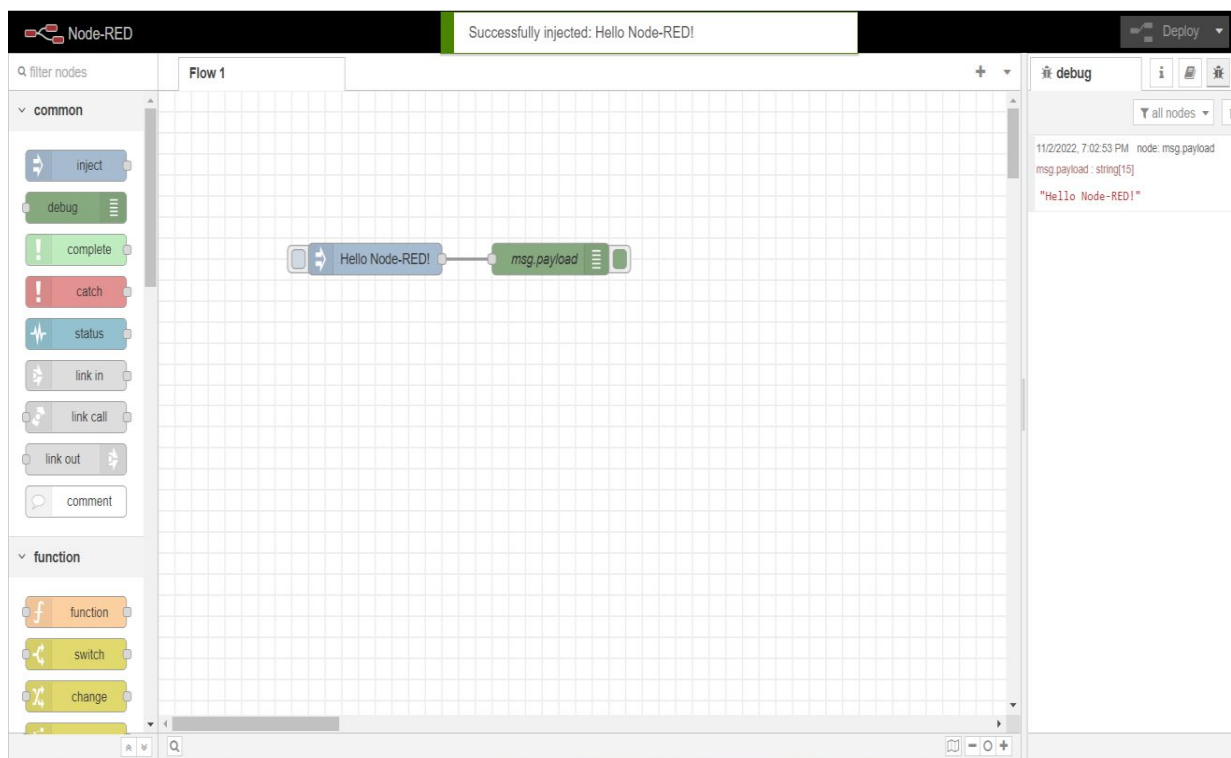 Node-RED
Successfully injected: Hello Node-RED!
Deploy
filter nodes
Flow 1
debug
i
common
all nodes
inject
11/2/2022, 7:02:53 PM node: msg.payload
msg.payload : string[15]
"Hello Node-RED!"
debug
complete
Hello Node-RED!
msg.payload
catch
status
link in
link call
link out
comment
function
function
switch
change